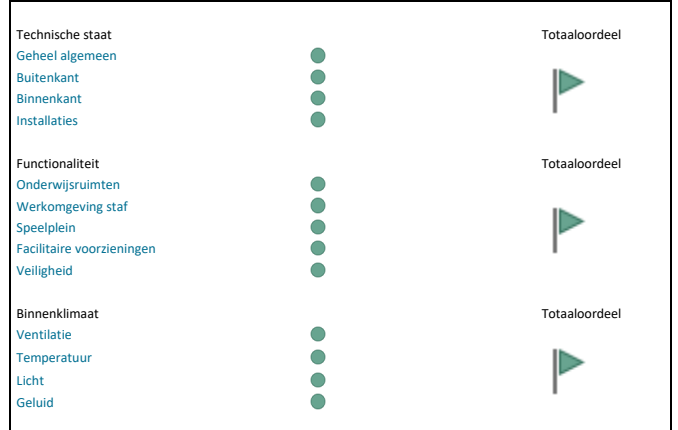 Technische staat Totaaloordeel
Geheel algemeen
Buitenkant
Binnenkant
Installaties
Functionaliteit Totaaloordeel
Onderwijsruimten
Werkomgeving staf
Speelplein
Facilitaire voorzieningen
Veiligheid
Binnenklimaat Totaaloordeel
Ventilatie
Temperatuur
Licht
Geluid